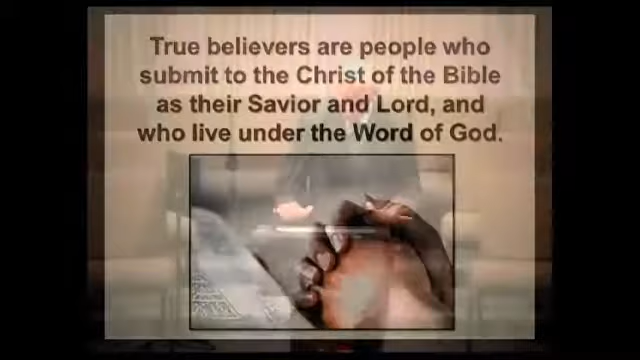 True believers are people who
submit to the Christ of the Bible
as their Savior and Lord, and
who live under the Word of God.